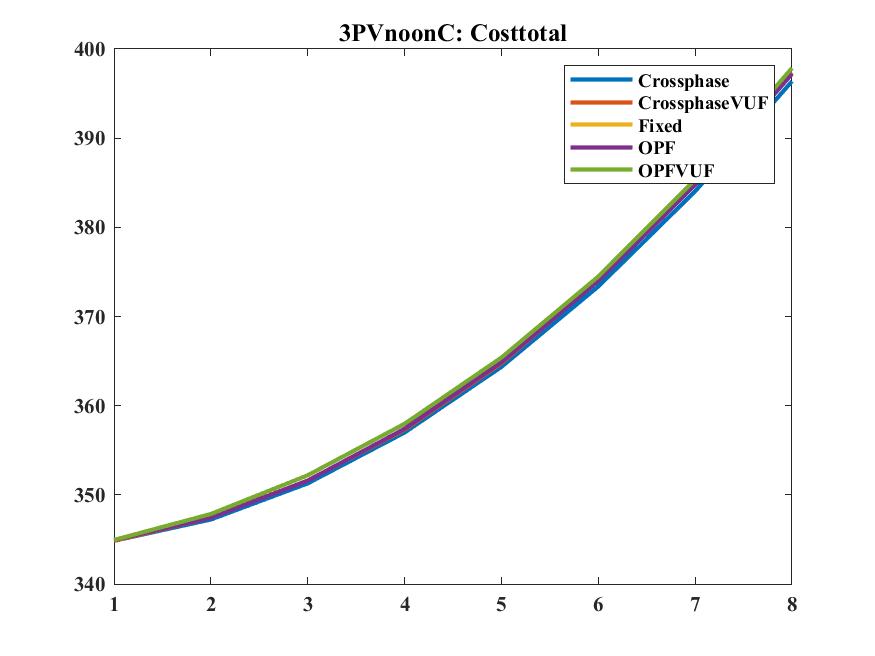 3PVnoonC: Costtotal
400
390
380
370
360
350
340
Crossphase
CrossphaseVUF
Fixed
OPF
OPFVUF
1 2 3 4 5 6 7 8